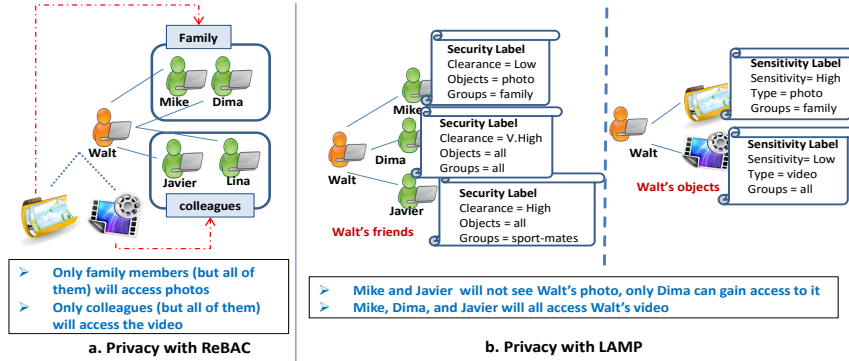 Family
Mike
Dima
Walt
Javier
Lina
colleagues
Only family members (but all of
them) will access photos
Only colleagues (but all of them)
will access the video
a. Privacy with ReBAC
Security Label
Clearance = Low
Objects = photo
Groups = family
Mike
Security Label
Clearance = V.High
Objects = all
Groups = all
Dima
Walt
Security Label
Clearance = High
Objects = all
Groups = sport-mates
Javier
Walt's friends
Sensitivity Label
Sensitivity= High
Type = photo
Groups = family
Walt
Sensitivity Label
Sensitivity= Low
Type = video
Groups = all
Walt's objects
Mike and Javier will not see Walt's photo, only Dima can gain access to it
Mike, Dima, and Javier will all access Walt's video
b. Privacy with LAMP